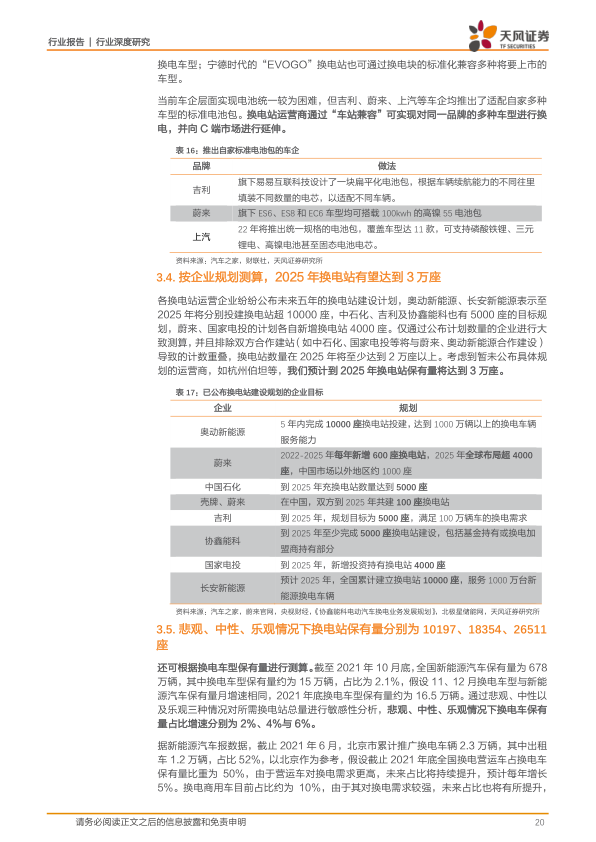 行业报告 | 行业深度研究
天风证券
TF SECURITIES
换电车型；宁德时代的“EVOGO”换电站也可通过换电块的标准化兼容多种将要上市的
车型。
当前车企层面实现电池统一较为困难，但吉利、蔚来、上汽等车企均推出了适配自家多种
车型的标准电池包。换电站运营商通过“车站兼容”可实现对同一品牌的多种车型进行换
电，并向 C 端市场进行延伸。
表 16：推出自家标准电池包的车企
品牌 做法
吉利 旗下易易互联科技设计了一块扁平化电池包，根据车辆续航能力的不同往里
填装不同数量的电芯，以适配不同车辆。
蔚来 旗下 ES6、ES8 和 EC6 车型均可搭载 100kwh 的高镍 55 电池包
上汽 22 年将推出统一规格的电池包，覆盖车型达 11 款，可支持磷酸铁锂、三元
锂电、高镍电池甚至固态电池电芯。
资料来源：汽车之家，财联社，天风证券研究所
3.4. 按企业规划测算，2025 年换电站有望达到 3 万座
各换电站运营企业纷纷公布未来五年的换电站建设计划，奥动新能源、长安新能源表示至
2025 年将分别投建换电站超 10000 座，中石化、吉利及协鑫能科也有 5000 座的目标规
划，蔚来、国家电投的计划各自新增换电站 4000 座。仅通过公布计划数量的企业进行大
致测算，并且排除双方合作建站（如中石化、国家电投等将与蔚来、奥动新能源合作建设）
导致的计数重叠，换电站数量在 2025 年将至少达到 2 万座以上。考虑到暂未公布具体规
划的运营商，如杭州伯坦等，我们预计到 2025 年换电站保有量将达到 3 万座。
表 17：已公布换电站建设规划的企业目标
企业 规划
奥动新能源 5 年内完成 10000 座换电站投建，达到 1000 万辆以上的换电车辆
服务能力
蔚来 2022-2025 年每年新增 600 座换电站，2025 年全球布局超 4000
座，中国市场以外地区约 1000 座
中国石化 到 2025 年充换电站数量达到 5000 座
壳牌、蔚来 在中国，双方到 2025 年共建 100 座换电站
吉利 到 2025 年，规划目标为 5000 座，满足 100 万辆车的换电需求
协鑫能科 到 2025 年至少完成 5000 座换电站建设，包括基金持有或换电加
盟商持有部分
国家电投 到 2025 年，新增投资持有换电站 4000 座
长安新能源 预计 2025 年，全国累计建立换电站 10000 座，服务 1000 万台新
能源换电车辆
资料来源：汽车之家，蔚来官网，央视财经，《协鑫能科电动汽车换电业务发展规划》，北极星储能网，天风证券研究所
3.5. 悲观、中性、乐观情况下换电站保有量分别为 10197、18354、26511
座
还可根据换电车型保有量进行测算。截至 2021 年 10 月底，全国新能源汽车保有量为 678
万辆，其中换电车型保有量约为 15 万辆，占比为 2.1%，假设 11、12 月换电车型与新能
源汽车保有量月增速相同，2021 年底换电车型保有量约为 16.5 万辆。通过悲观、中性以
及乐观三种情况对所需换电站总量进行敏感性分析，悲观、中性、乐观情况下换电车保有
量占比增速分别为 2%、4%与 6%。
据新能源汽车报数据，截止 2021 年 6 月，北京市累计推广换电车辆 2.3 万辆，其中出租
车 1.2 万辆，占比 52%，以北京作为参考，假设截止 2021 年底全国换电营运车占换电车
保有量比重为 50%，由于营运车对换电需求更高，未来占比将持续提升，预计每年增长
5%。换电商用车目前占比约为 10%，由于其对换电需求较强，未来占比也将有所提升，
请务必阅读正文之后的信息披露和免责申明
20